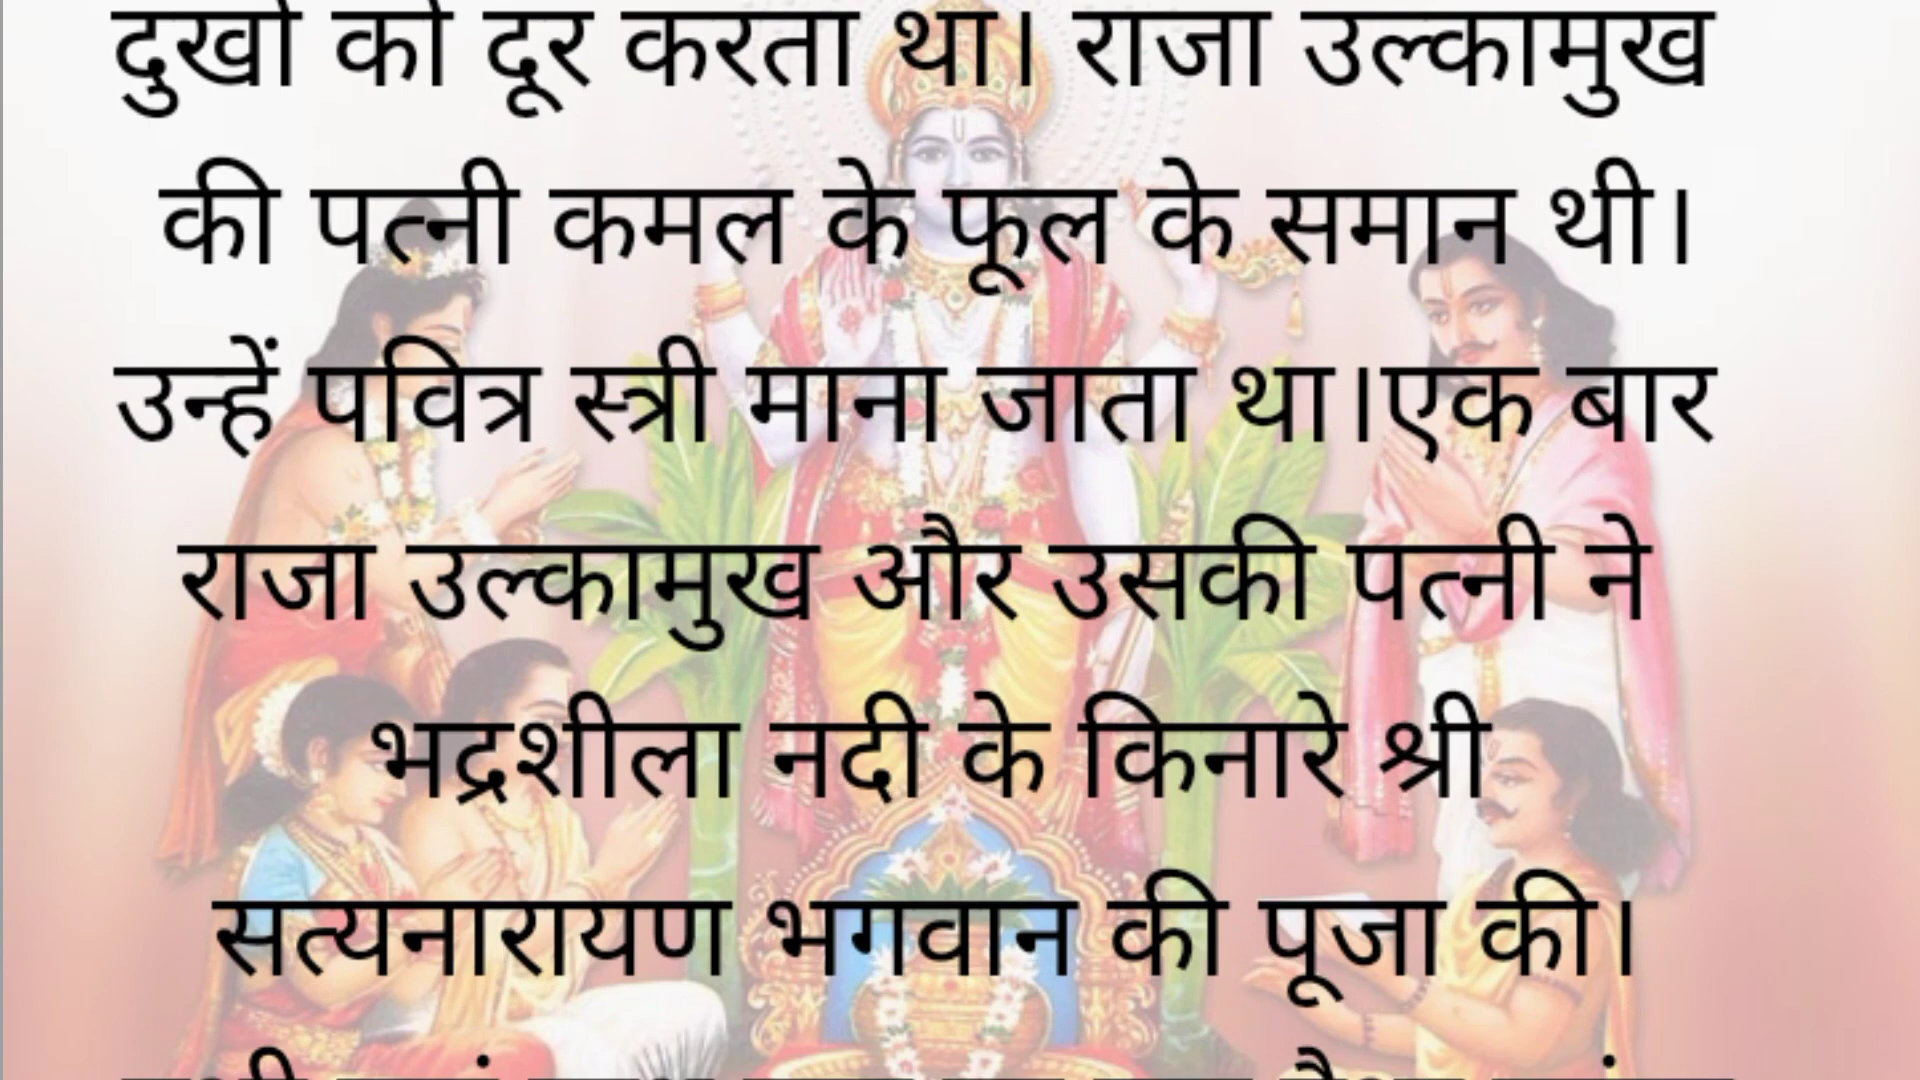 दुखों को दूर करता था। राजा उल्कामुख
की पत्नी कमल के फूल के समान थी।
उन्हें पवित्र स्त्री माना जाता था।एक बार
राजा उल्कामुख और उसकी पत्नी ने
भद्रशीला नदी के किनारे श्री
सत्यनारायण भगवान की पूजा की।